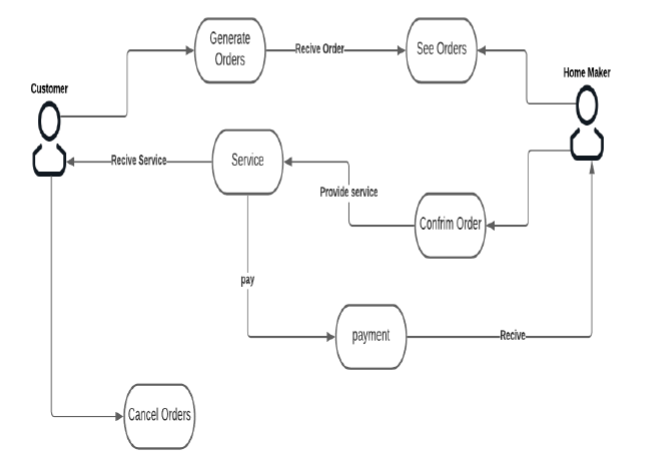 Generate
Orders
Recive Order
See Orders
Home Maker
Customer
Recive Service
Service
Provide service
Confrim Order
pay
payment
Recive
Cancel Orders